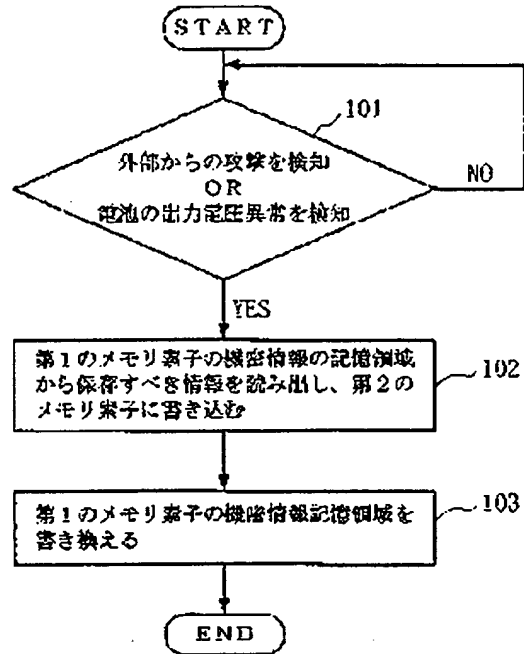 START
101
外部からの攻撃を検知
OR
電池の出力電圧異常を検知
NO
YES
第１のメモリ素子の機密情報の記憶領域
から保存すべき情報を読み出し、第２の
メモリ素子に書き込む
102
第１のメモリ素子の機密情報記憶領域を
書き換える
103
END